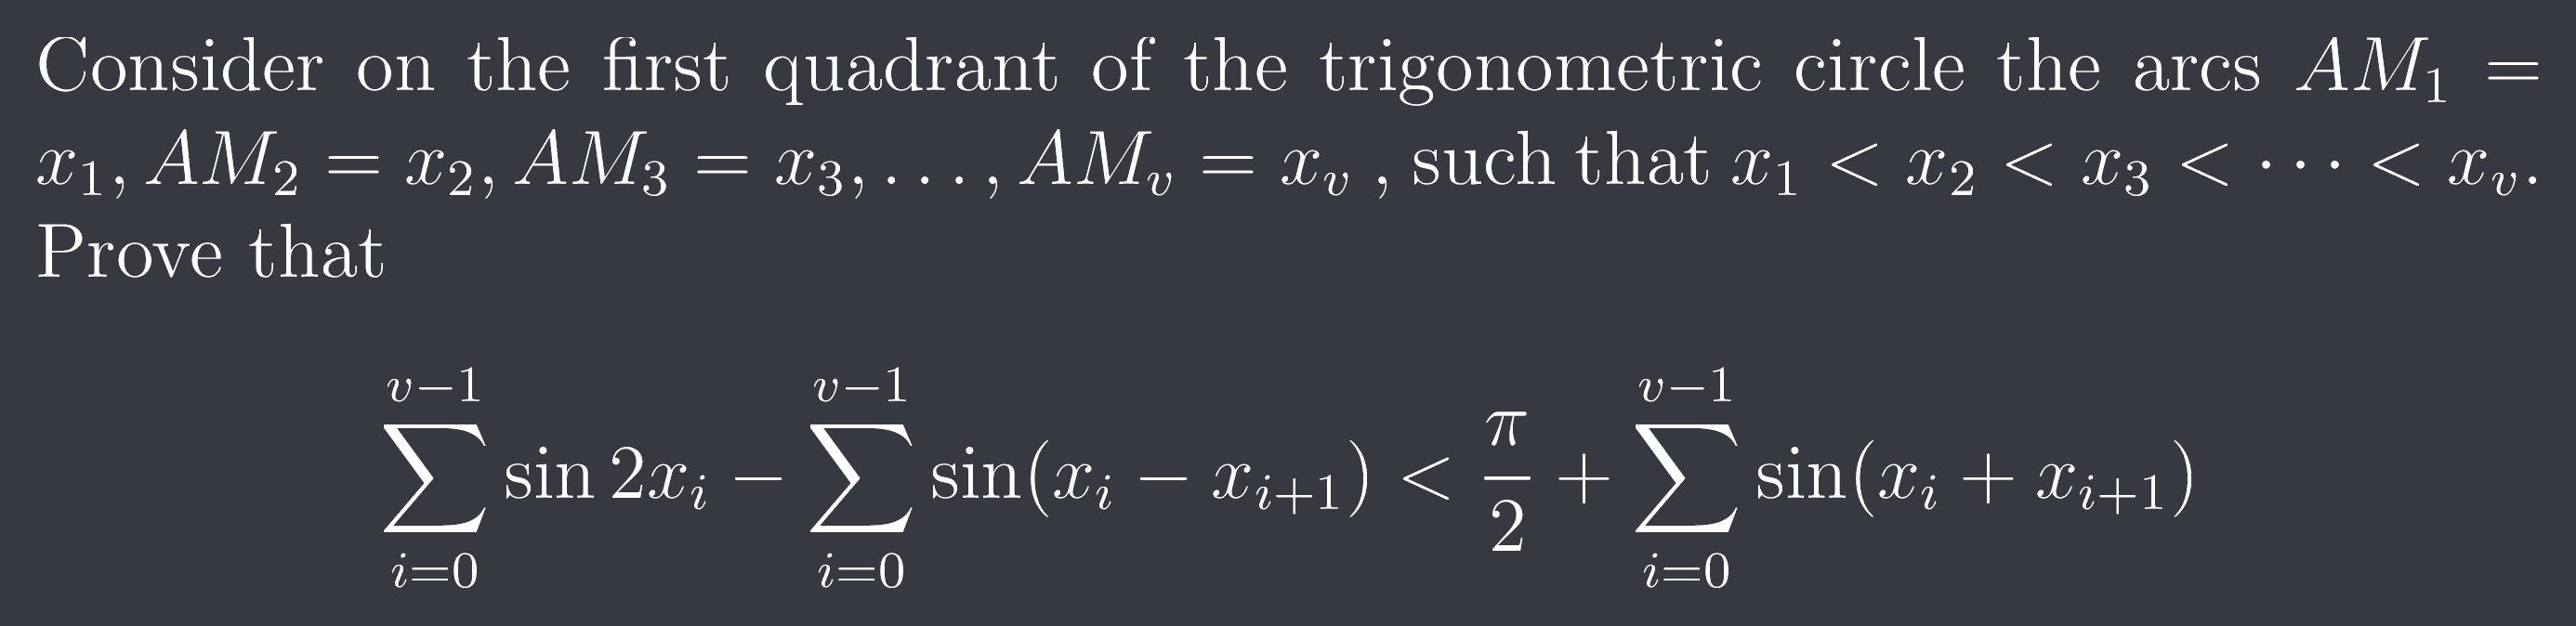 Consider on the first quadrant of the trigonometric circle the arcs $AM_1 =$
$x_1, AM_2 = x_2, AM_3 = x_3, \ldots, AM_v = x_v$ , such that $x_1 < x_2 < x_3 < \cdots < x_v.$
Prove that
$\sum_{i=0}^{v-1} \sin 2x_i - \sum_{i=0}^{v-1} \sin(x_i - x_{i+1}) < \frac{\pi}{2} + \sum_{i=0}^{v-1} \sin(x_i + x_{i+1})$